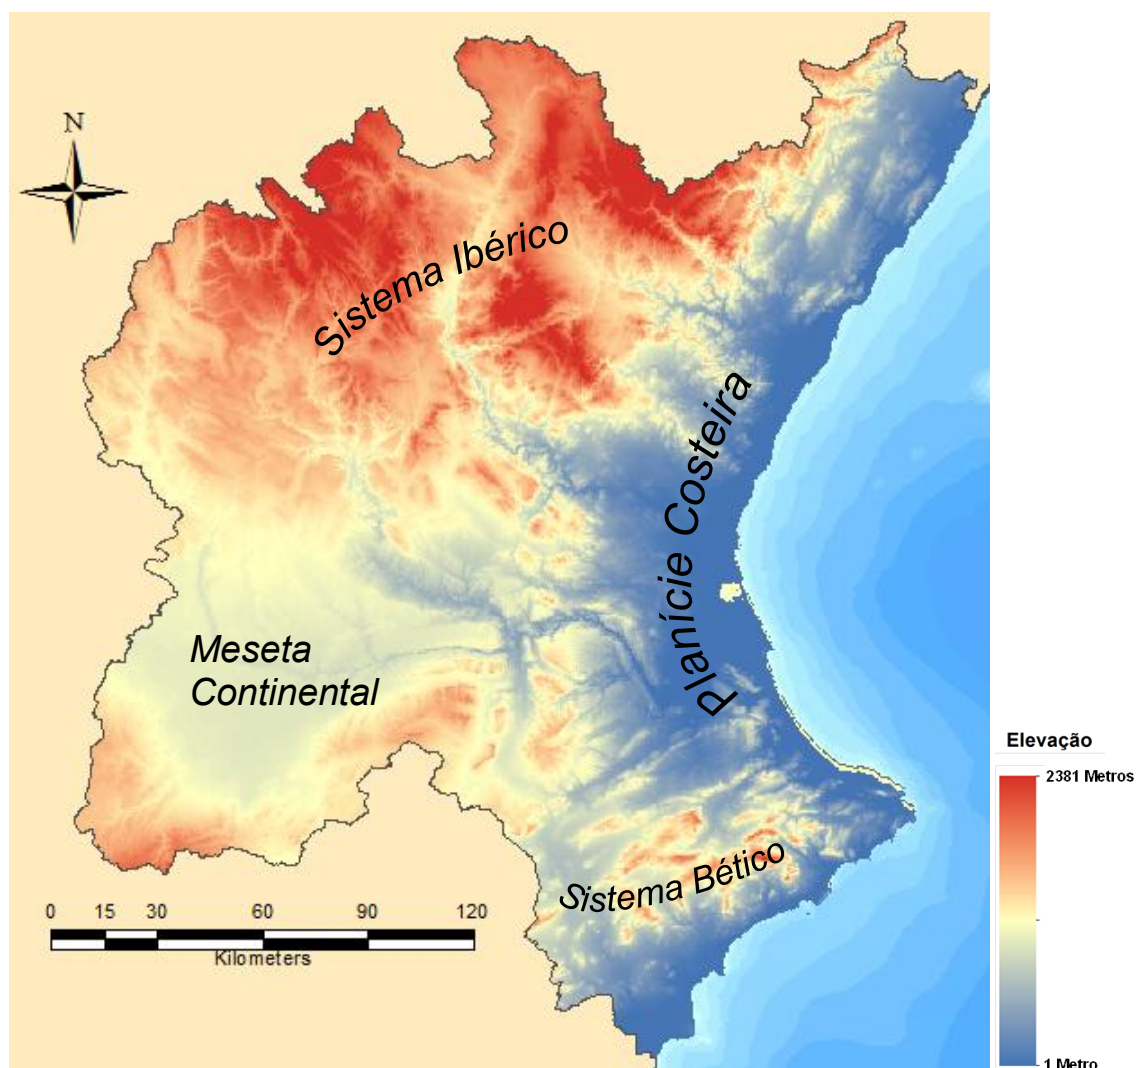 N
Sistema Ibérico
Planície Costeira
Meseta
Continental
Sistema Bético
0 15 30 60 90 120
Kilometers
Elevação
2381 Metros
1 Metro